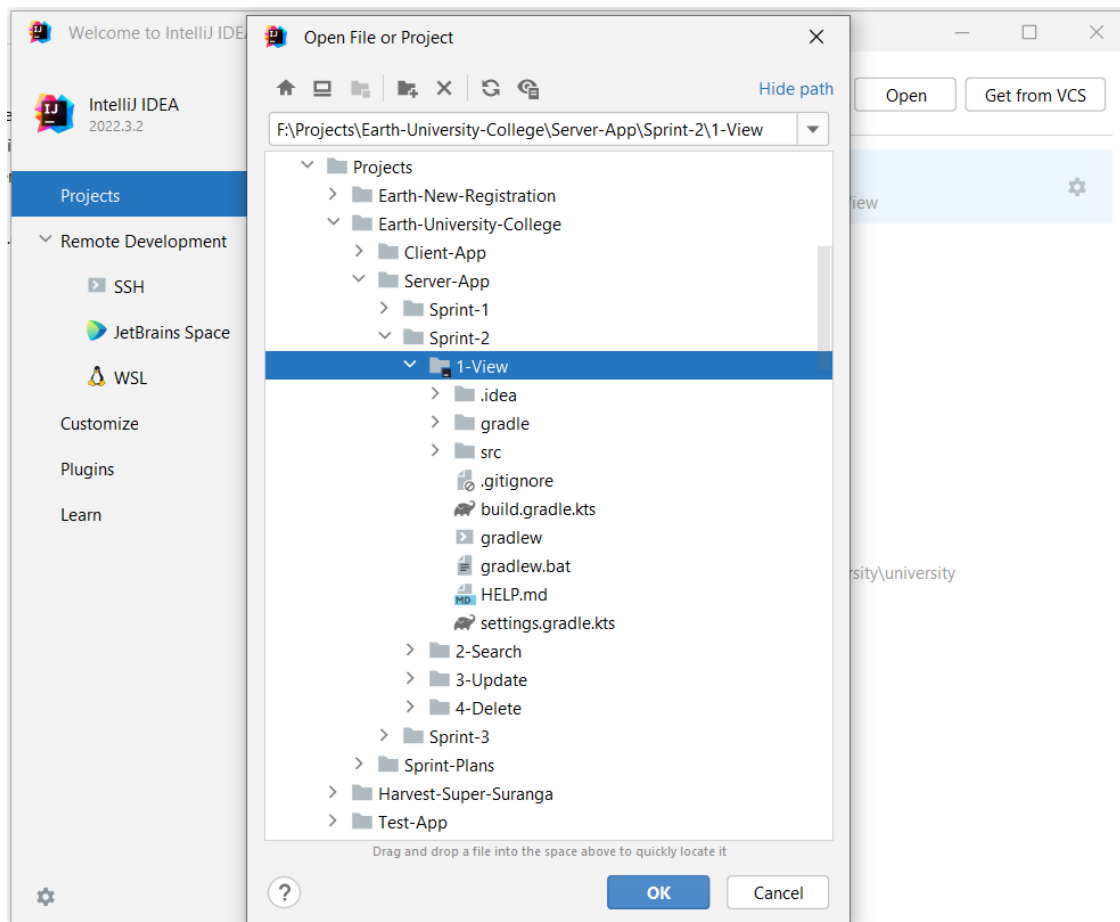 Welcome to IntelliJ IDEA
IntelliJ IDEA
2022.3.2
Projects
Remote Development
SSH
JetBrains Space
WSL
Customize
Plugins
Learn
Open File or Project
Hide path
F:\Projects\Earth-University-College\Server-App\Sprint-2\1-View
Projects
Earth-New-Registration
Earth-University-College
Client-App
Server-App
Sprint-1
Sprint-2
1-View
.idea
gradle
src
.gitignore
build.gradle.kts
gradlew
gradlew.bat
MD HELP.md
settings.gradle.kts
2-Search
3-Update
4-Delete
Sprint-3
Sprint-Plans
Harvest-Super-Suranga
Test-App
Drag and drop a file into the space above to quickly locate it
? OK Cancel
Open Get from VCS
iew
rsity\university